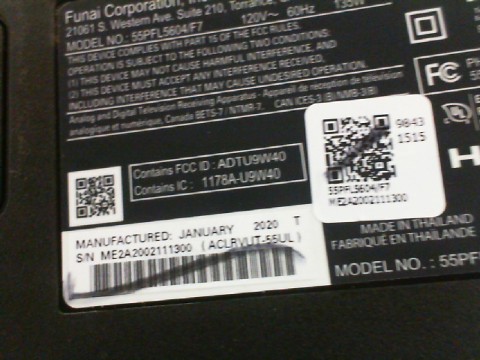 Funai Corporation,
21061 S. Western Ave. Suite 210, Torrance,
120V~ 60Hz 135W
MODEL NO : 55PFL5604/F7
THIS DEVICE COMPLIES WITH PART 15 OF THE FCC RULES.
OPERATION IS SUBJECT TO THE FOLLOWING TWO CONDITIONS:
(1) THIS DEVICE MAY NOT CAUSE HARMFUL INTERFERENCE, AND
(2) THIS DEVICE MUST ACCEPT ANY INTERFERENCE RECEIVED,
INCLUDING INTERFERENCE THAT MAY CAUSE UNDESIRED OPERATION.
Analog and Digital Television Receiving Apparatus - Appareil de réception de télévision
analogique et numérique, Canada BETS-7 / NTMR-7. CAN ICES-3 (B)/NMB-3(B)
FC
UL
9843
1515
55PFL5604/F7
ME2A2002111300
Contains FCC ID : ADTU9W40
Contains IC : 1178A-U9W40
MANUFACTURED: JANUARY 2020 T
S/N ME2A2002111300 (ACLRVUT-55UL)
MADE IN THAILAND
FABRIQUÉ EN THAÏLANDE
MODEL NO. : 55PF